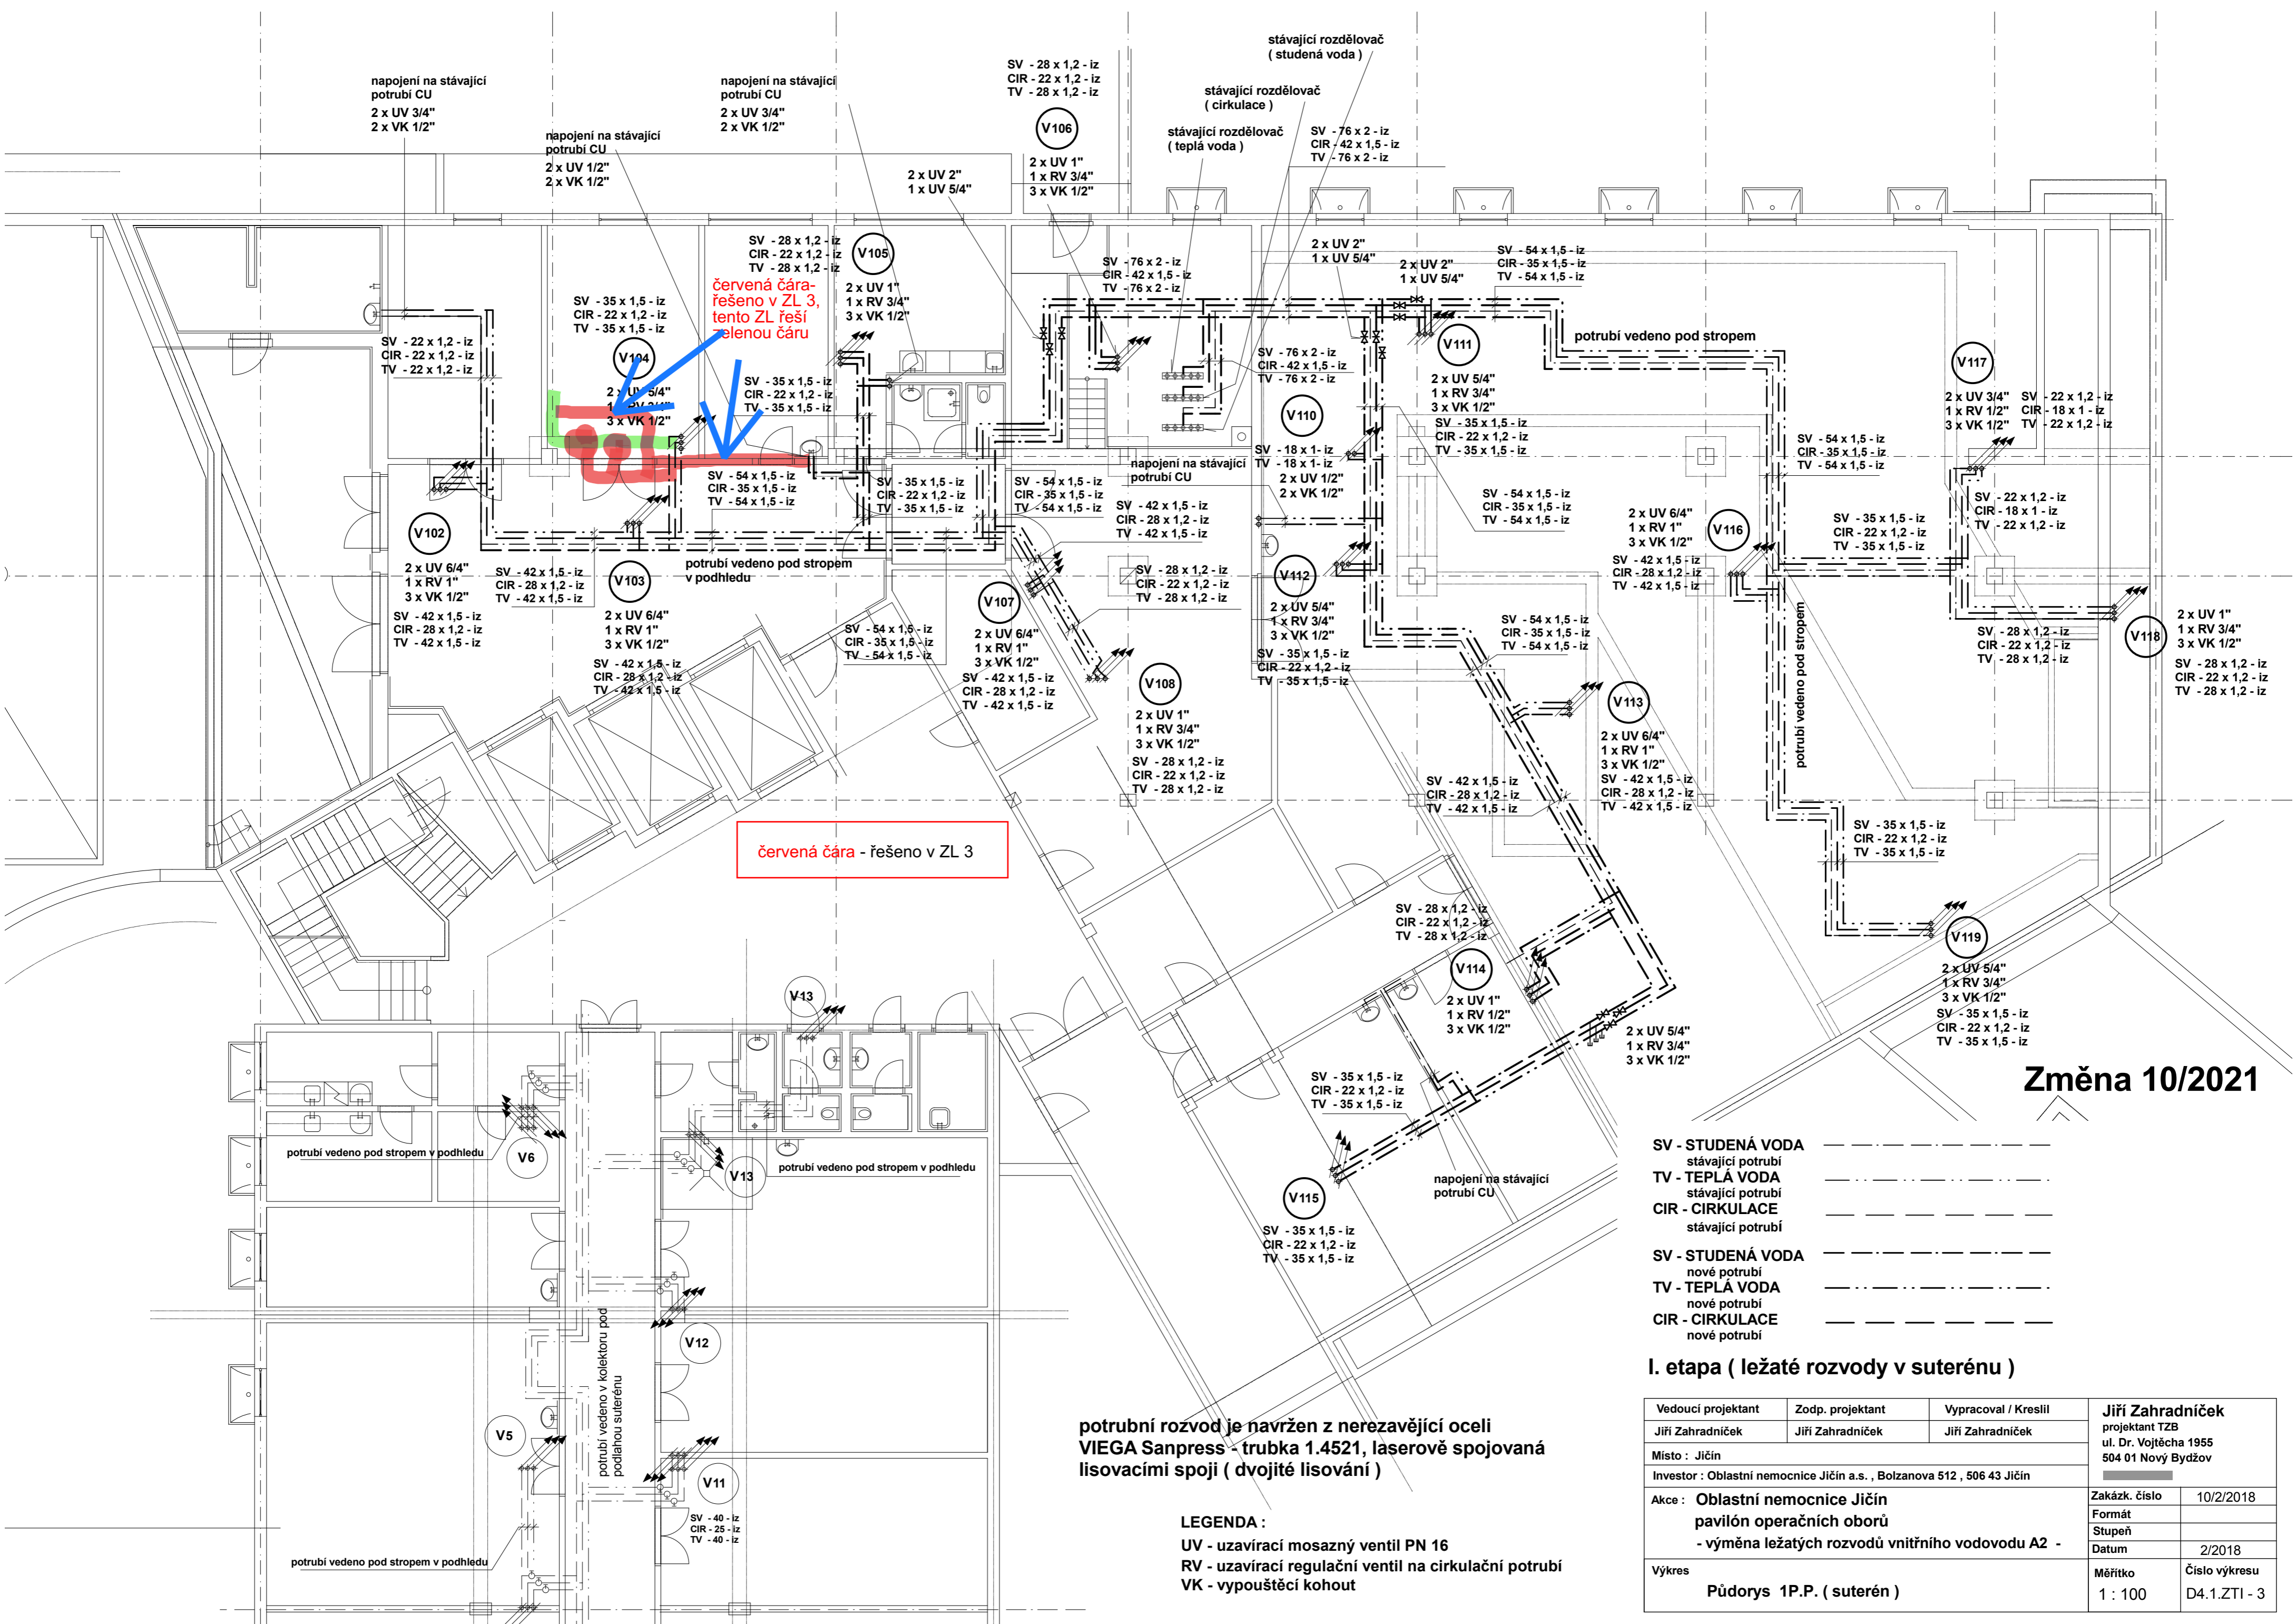 napojení na stávající
potrubí CU
2 x UV 3/4"
2 x VK 1/2"
napojení na stávající
potrubí CU
2 x UV 1/2"
2 x VK 1/2"
napojení na stávající
potrubí CU
2 x UV 3/4"
2 x VK 1/2"
2 x UV 2"
1 x UV 5/4"
SV - 28 x 1,2 - iz
CIR - 22 x 1,2 - iz
TV - 28 x 1,2 - iz
V106
2 x UV 1"
1 x RV 3/4"
3 x VK 1/2"
stávající rozdělovač
( studená voda )
stávající rozdělovač
( cirkulace )
stávající rozdělovač
( teplá voda )
SV - 76 x 2 - iz
CIR - 42 x 1,5 - iz
TV - 76 x 2 - iz
SV - 28 x 1,2 - iz
CIR - 22 x 1,2 - iz
TV - 28 x 1,2 - iz
V105
2 x UV 1"
1 x RV 3/4"
3 x VK 1/2"
červená čára-
řešeno v ZL 3,
tento ZL řeší
zelenou čáru
SV - 35 x 1,5 - iz
CIR - 22 x 1,2 - iz
TV - 35 x 1,5 - iz
V104
2 x UV 5/4"
1 x RV 3/4"
3 x VK 1/2"
SV - 22 x 1,2 - iz
CIR - 22 x 1,2 - iz
TV - 22 x 1,2 - iz
SV - 35 x 1,5 - iz
CIR - 22 x 1,2 - iz
TV - 35 x 1,5 - iz
SV - 76 x 2 - iz
CIR - 42 x 1,5 - iz
TV - 76 x 2 - iz
2 x UV 2"
1 x UV 5/4"
2 x UV 2"
1 x UV 5/4"
SV - 54 x 1,5 - iz
CIR - 35 x 1,5 - iz
TV - 54 x 1,5 - iz
potrubí vedeno pod stropem
V111
2 x UV 5/4"
1 x RV 3/4"
3 x VK 1/2"
SV - 35 x 1,5 - iz
CIR - 22 x 1,2 - iz
TV - 35 x 1,5 - iz
SV - 76 x 2 - iz
CIR - 42 x 1,5 - iz
TV - 76 x 2 - iz
V110
SV - 18 x 1- iz
TV - 18 x 1- iz
2 x UV 1/2"
2 x VK 1/2"
V117
2 x UV 3/4"
1 x RV 1/2"
3 x VK 1/2"
SV - 22 x 1,2 - iz
CIR - 18 x 1 - iz
TV - 22 x 1,2 - iz
SV - 54 x 1,5 - iz
CIR - 35 x 1,5 - iz
TV - 54 x 1,5 - iz
SV - 54 x 1,5 - iz
CIR - 35 x 1,5 - iz
TV - 54 x 1,5 - iz
SV - 35 x 1,5 - iz
CIR - 22 x 1,2 - iz
TV - 35 x 1,5 - iz
SV - 54 x 1,5 - iz
CIR - 35 x 1,5 - iz
TV - 54 x 1,5 - iz
napojení na stávající
potrubí CU
SV - 42 x 1,5 - iz
CIR - 28 x 1,2 - iz
TV - 42 x 1,5 - iz
SV - 54 x 1,5 - iz
CIR - 35 x 1,5 - iz
TV - 54 x 1,5 - iz
2 x UV 6/4"
1 x RV 1"
3 x VK 1/2"
V116
SV - 42 x 1,5 - iz
CIR - 28 x 1,2 - iz
TV - 42 x 1,5 - iz
SV - 35 x 1,5 - iz
CIR - 22 x 1,2 - iz
TV - 35 x 1,5 - iz
SV - 22 x 1,2 - iz
CIR - 18 x 1 - iz
TV - 22 x 1,2 - iz
V102
2 x UV 6/4"
1 x RV 1"
3 x VK 1/2"
SV - 42 x 1,5 - iz
CIR - 28 x 1,2 - iz
TV - 42 x 1,5 - iz
SV - 42 x 1,5 - iz
CIR - 28 x 1,2 - iz
TV - 42 x 1,5 - iz
V103
2 x UV 6/4"
1 x RV 1"
3 x VK 1/2"
SV - 42 x 1,5 - iz
CIR - 28 x 1,2 - iz
TV - 42 x 1,5 - iz
potrubí vedeno pod stropem
v podhledu
SV - 54 x 1,5 - iz
CIR - 35 x 1,5 - iz
TV - 54 x 1,5 - iz
V107
2 x UV 6/4"
1 x RV 1"
3 x VK 1/2"
SV - 42 x 1,5 - iz
CIR - 28 x 1,2 - iz
TV - 42 x 1,5 - iz
SV - 28 x 1,2 - iz
CIR - 22 x 1,2 - iz
TV - 28 x 1,2 - iz
V108
2 x UV 1"
1 x RV 3/4"
3 x VK 1/2"
SV - 28 x 1,2 - iz
CIR - 22 x 1,2 - iz
TV - 28 x 1,2 - iz
V112
2 x UV 5/4"
1 x RV 3/4"
3 x VK 1/2"
SV - 35 x 1,5 - iz
CIR - 22 x 1,2 - iz
TV - 35 x 1,5 - iz
SV - 54 x 1,5 - iz
CIR - 35 x 1,5 - iz
TV - 54 x 1,5 - iz
V113
2 x UV 6/4"
1 x RV 1"
3 x VK 1/2"
SV - 42 x 1,5 - iz
CIR - 28 x 1,2 - iz
TV - 42 x 1,5 - iz
SV - 42 x 1,5 - iz
CIR - 28 x 1,2 - iz
TV - 42 x 1,5 - iz
potrubí vedeno pod stropem
SV - 28 x 1,2 - iz
CIR - 22 x 1,2 - iz
TV - 28 x 1,2 - iz
V118
2 x UV 1"
1 x RV 3/4"
3 x VK 1/2"
SV - 28 x 1,2 - iz
CIR - 22 x 1,2 - iz
TV - 28 x 1,2 - iz
SV - 35 x 1,5 - iz
CIR - 22 x 1,2 - iz
TV - 35 x 1,5 - iz
V119
2 x UV 5/4"
1 x RV 3/4"
3 x VK 1/2"
SV - 35 x 1,5 - iz
CIR - 22 x 1,2 - iz
TV - 35 x 1,5 - iz
červená čára - řešeno v ZL 3
SV - 28 x 1,2 - iz
CIR - 22 x 1,2 - iz
TV - 28 x 1,2 - iz
V114
2 x UV 1"
1 x RV 1/2"
3 x VK 1/2"
2 x UV 5/4"
1 x RV 3/4"
3 x VK 1/2"
SV - 35 x 1,5 - iz
CIR - 22 x 1,2 - iz
TV - 35 x 1,5 - iz
napojení na stávající
potrubí CU
V115
SV - 35 x 1,5 - iz
CIR - 22 x 1,2 - iz
TV - 35 x 1,5 - iz
V13
potrubí vedeno pod stropem v podhledu
V6
V13
potrubí vedeno pod stropem v podhledu
V12
potrubí vedeno v kolektoru pod
podlahou suterénu
V5
V11
SV - 40 - iz
CIR - 25 - iz
TV - 40 - iz
potrubí vedeno pod stropem v podhledu
Změna 10/2021
SV - STUDENÁ VODA
stávající potrubí
TV - TEPLÁ VODA
stávající potrubí
CIR - CIRKULACE
stávající potrubí
SV - STUDENÁ VODA
nové potrubí
TV - TEPLÁ VODA
nové potrubí
CIR - CIRKULACE
nové potrubí
I. etapa ( ležaté rozvody v suterénu )
potrubní rozvod je navržen z nerezavějící oceli
VIEGA Sanpress - trubka 1.4521, laserově spojovaná
lisovacími spoji ( dvojité lisování )
LEGENDA :
UV - uzavírací mosazný ventil PN 16
RV - uzavírací regulační ventil na cirkulační potrubí
VK - vypouštěcí kohout
Vedoucí projektant
Zodp. projektant
Vypracoval / Kreslil
Jiří Zahradníček
Jiří Zahradníček
Jiří Zahradníček
Jiří Zahradníček
projektant TZB
ul. Dr. Vojtěcha 1955
504 01 Nový Bydžov
Místo : Jičín
Investor : Oblastní nemocnice Jičín a.s. , Bolzanova 512 , 506 43 Jičín
Akce : Oblastní nemocnice Jičín
pavilón operačních oborů
- výměna ležatých rozvodů vnitřního vodovodu A2 -
Zakázk. číslo 10/2/2018
Formát
Stupeň
Datum 2/2018
Výkres
Půdorys 1P.P. ( suterén )
Měřítko
1 : 100
Číslo výkresu
D4.1.ZTI - 3